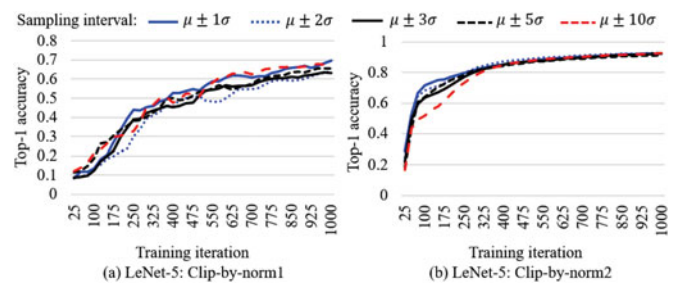 Sampling interval: μ ± 1σ μ ± 2σ μ ± 3σ μ ± 5σ μ ± 10σ
Top-1 accuracy
0.8
0.7
0.6
0.5
0.4
0.3
0.2
0.1
0
25 100 175 250 325 400 475 550 625 700 775 850 925 1000
Training iteration
(a) LeNet-5: Clip-by-norm1
Top-1 accuracy
1
0.8
0.6
0.4
0.2
0
25 100 175 250 325 400 475 550 625 700 775 850 925 1000
Training iteration
(b) LeNet-5: Clip-by-norm2